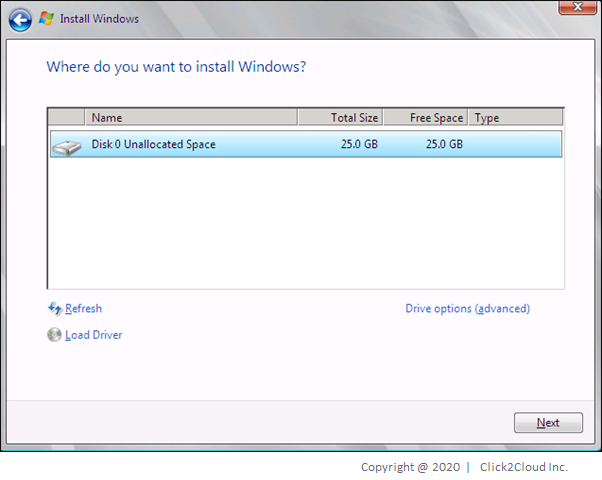 Install Windows
Where do you want to install Windows?
Name Total Size Free Space Type
Disk 0 Unallocated Space 25.0 GB 25.0 GB
Refresh Drive options (advanced)
Load Driver
Next
Copyright @ 2020 | Click2Cloud Inc.